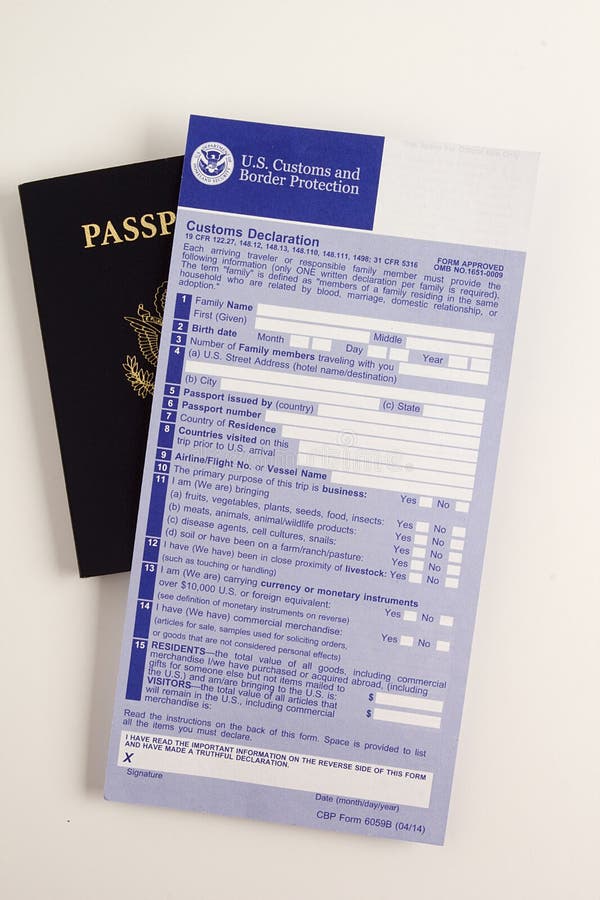 PASSP
U.S. Customs and
Border Protection
Customs Declaration
19 CFR 122.27, 148.12, 148.13, 148.110, 148.111, 1498; 31 CFR 5316
FORM APPROVED
OMB NO.1651-0009
Each arriving traveler or responsible family member must provide the
following information (only ONE written declaration per family is required).
The term "family" is defined as "members of a family residing in the same
household who are related by blood, marriage, domestic relationship, or
adoption."
1 Family Name
First (Given) Middle
2 Birth date Month Day Year
3 Number of Family members traveling with you
4 (a) U.S. Street Address (hotel name/destination)
(b) City (c) State
5 Passport issued by (country)
6 Passport number
7 Country of Residence
8 Countries visited on this
trip prior to U.S. arrival
9 Airline/Flight No. or Vessel Name
10 The primary purpose of this trip is business: Yes No
11 I am (We are) bringing
(a) fruits, vegetables, plants, seeds, food, insects: Yes No
(b) meats, animals, animal/wildlife products: Yes No
(c) disease agents, cell cultures, snails: Yes No
(d) soil or have been on a farm/ranch/pasture: Yes No
12 I have (We have) been in close proximity of livestock: Yes No
(such as touching or handling)
13 I am (We are) carrying currency or monetary instruments
over $10,000 U.S. or foreign equivalent: Yes No
(see definition of monetary instruments on reverse)
14 I have (We have) commercial merchandise: Yes No
(articles for sale, samples used for soliciting orders,
or goods that are not considered personal effects)
15 RESIDENTS—the total value of all goods, including commercial
merchandise I/we have purchased or acquired abroad, (including
gifts for someone else but not items mailed to
the U.S.) and am/are bringing to the U.S. is: $
VISITORS—the total value of all articles that
will remain in the U.S., including commercial
merchandise is: $
Read the instructions on the back of this form. Space is provided to list
all the items you must declare.
I HAVE READ THE IMPORTANT INFORMATION ON THE REVERSE SIDE OF THIS FORM
AND HAVE MADE A TRUTHFUL DECLARATION.
X
Signature
Date (month/day/year)
CBP Form 6059B (04/14)